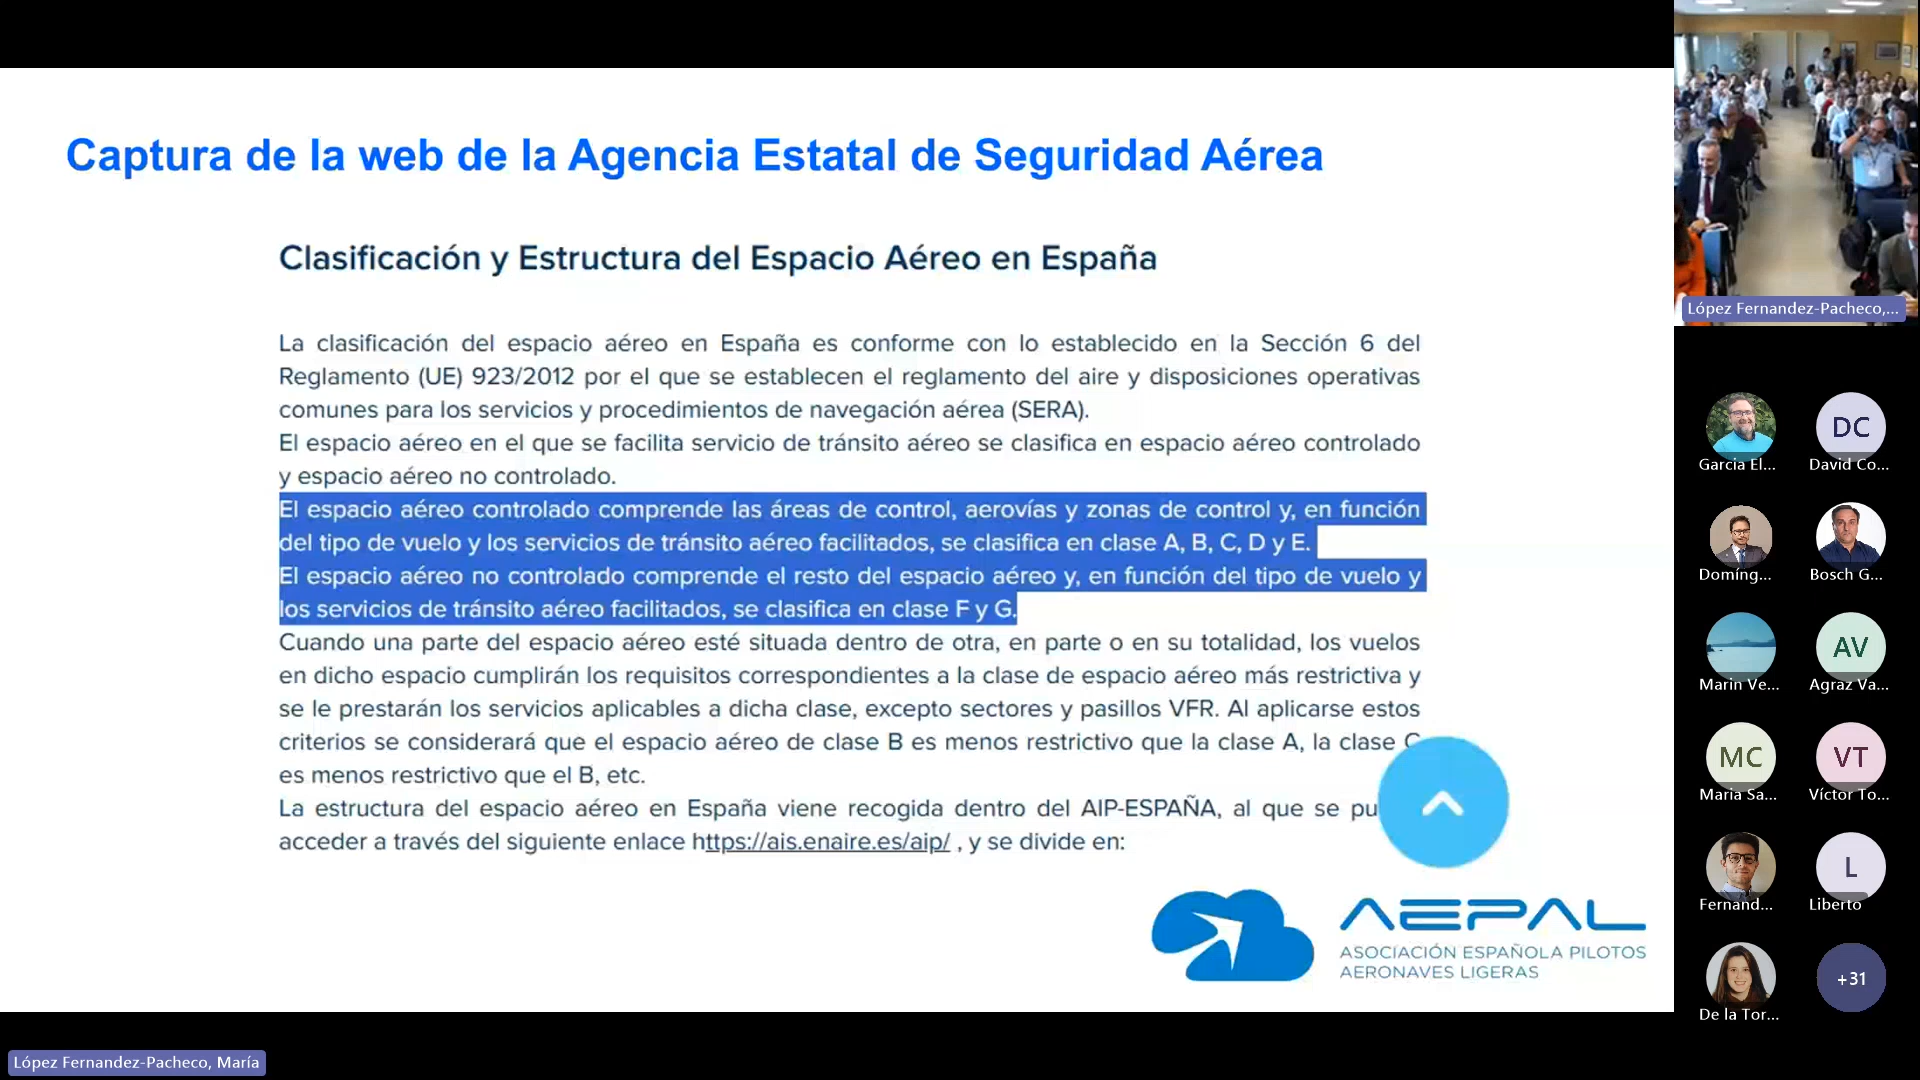 Captura de la web de la Agencia Estatal de Seguridad Aérea
Clasificación y Estructura del Espacio Aéreo en España
La clasificación del espacio aéreo en España es conforme con lo establecido en la Sección 6 del
Reglamento (UE) 923/2012 por el que se establecen el reglamento del aire y disposiciones operativas
comunes para los servicios y procedimientos de navegación aérea (SERA).
El espacio aéreo en el que se facilita servicio de tránsito aéreo se clasifica en espacio aéreo controlado
y espacio aéreo no controlado.
El espacio aéreo controlado comprende las áreas de control, aerovías y zonas de control y, en función
del tipo de vuelo y los servicios de tránsito aéreo facilitados, se clasifica en clase A, B, C, D y E.
El espacio aéreo no controlado comprende el resto del espacio aéreo y, en función del tipo de vuelo y
los servicios de tránsito aéreo facilitados, se clasifica en clase F y G.
Cuando una parte del espacio aéreo esté situada dentro de otra, en parte o en su totalidad, los vuelos
en dicho espacio cumplirán los requisitos correspondientes a la clase de espacio aéreo más restrictiva y
se le prestarán los servicios aplicables a dicha clase, excepto sectores y pasillos VFR. Al aplicarse estos
criterios se considerará que el espacio aéreo de clase B es menos restrictivo que la clase A, la clase C
es menos restrictivo que el B, etc.
La estructura del espacio aéreo en España viene recogida dentro del AIP-ESPAÑA, al que se pu
acceder a través del siguiente enlace https://ais.enaire.es/aip/ , y se divide en:
AEPAL
ASOCIACIÓN ESPAÑOLA PILOTOS
AERONAVES LIGERAS
López Fernandez-Pacheco, María
López Fernandez-Pacheco,...
Garcia El...
DC
David Co...
Domíng...
Bosch G...
Marin Ve...
AV
Agraz Va...
MC
Maria Sa...
VT
Víctor To...
Fernand...
L
Liberto
De la Tor...
+31